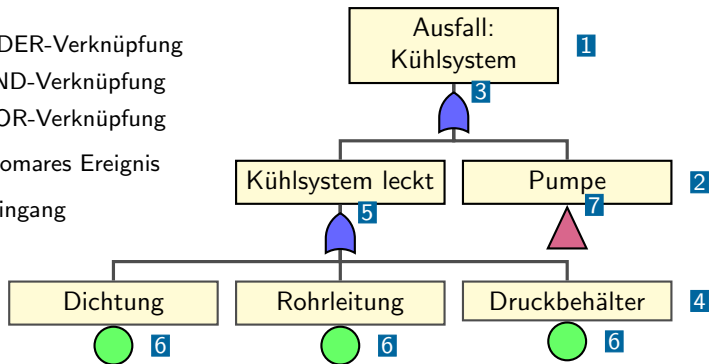 Ausfall:
Kühlsystem
1
DER-Verknüpfung
ND-Verknüpfung
OR-Verknüpfung
omares Ereignis
ingang
3
Kühlsystem leckt
Pumpe
2
5
7
Dichtung
Rohrleitung
Druckbehälter
4
6
6
6